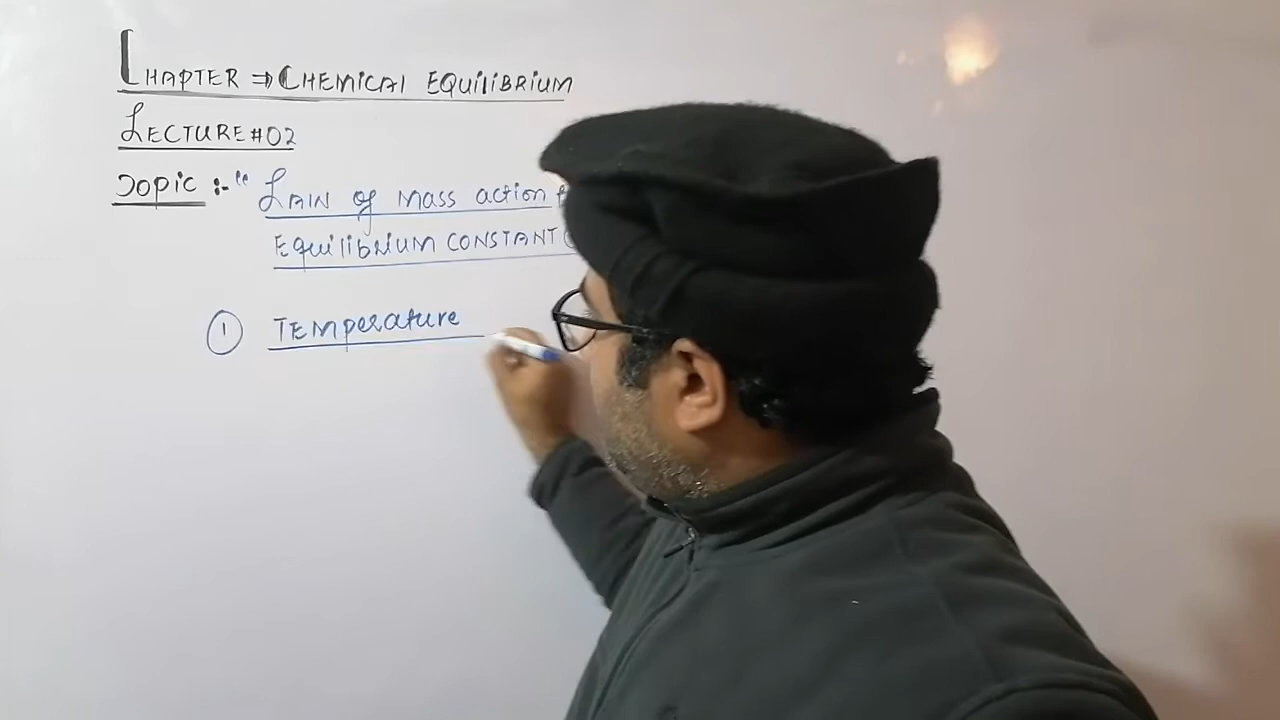 CHAPTER ⇒ CHEMICAL EQUILIBRIUM
LECTURE #02
TOPIC :- "LAW OF MASS ACTION
EQUILIBRIUM CONSTANT (
① TEMPERATURE